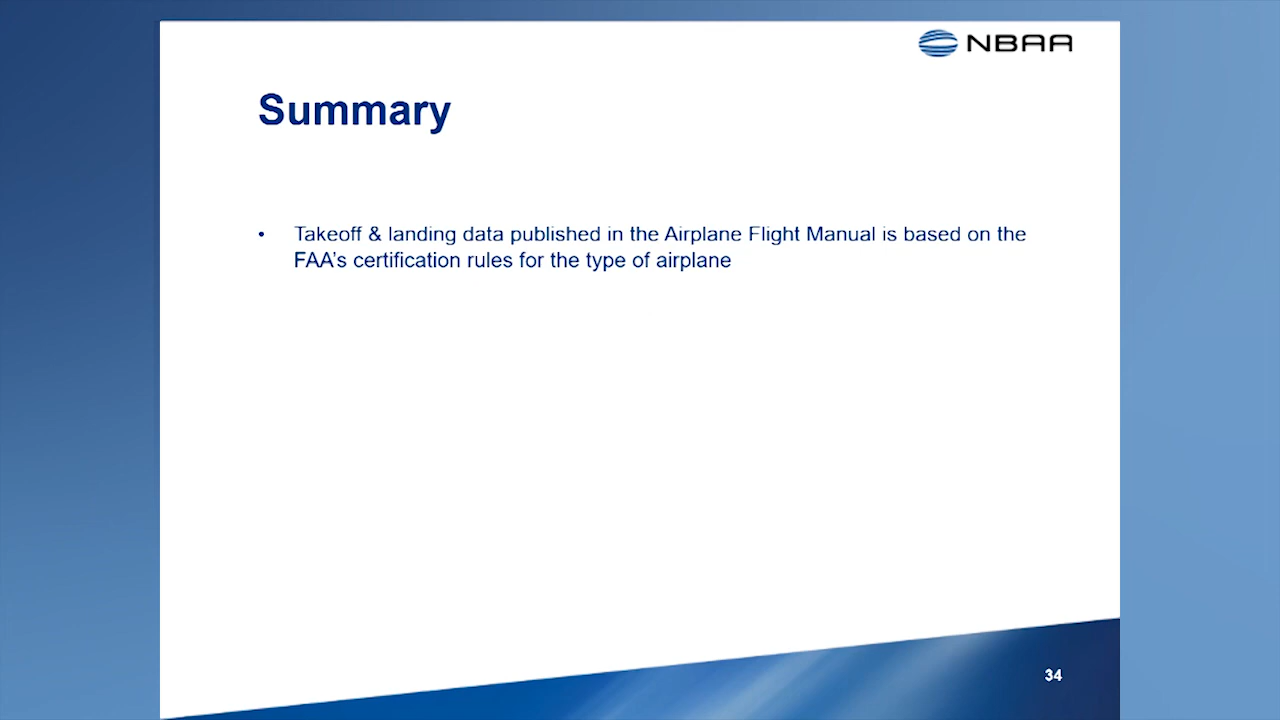 NBAA
Summary
• Takeoff & landing data published in the Airplane Flight Manual is based on the
FAA's certification rules for the type of airplane
34